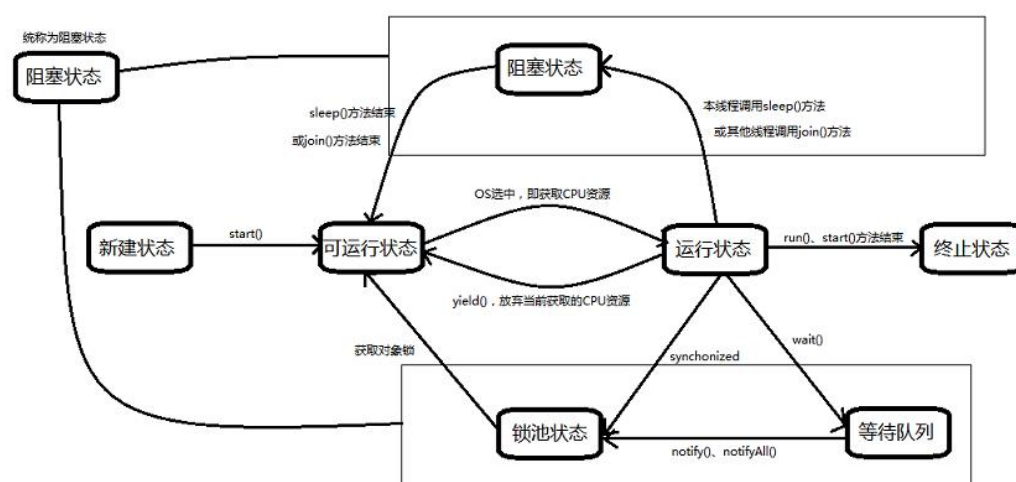 统称为阻塞状态
阻塞状态
阻塞状态
sleep()方法结束
或join()方法结束
本线程调用sleep()方法
或其他线程调用join()方法
OS选中，即获取CPU资源
新建状态
start()
可运行状态
运行状态
run()、start()方法结束
终止状态
yield()，放弃当前获取的CPU资源
获取对象锁
synchonized
wait()
锁池状态
notify()、notifyAll()
等待队列